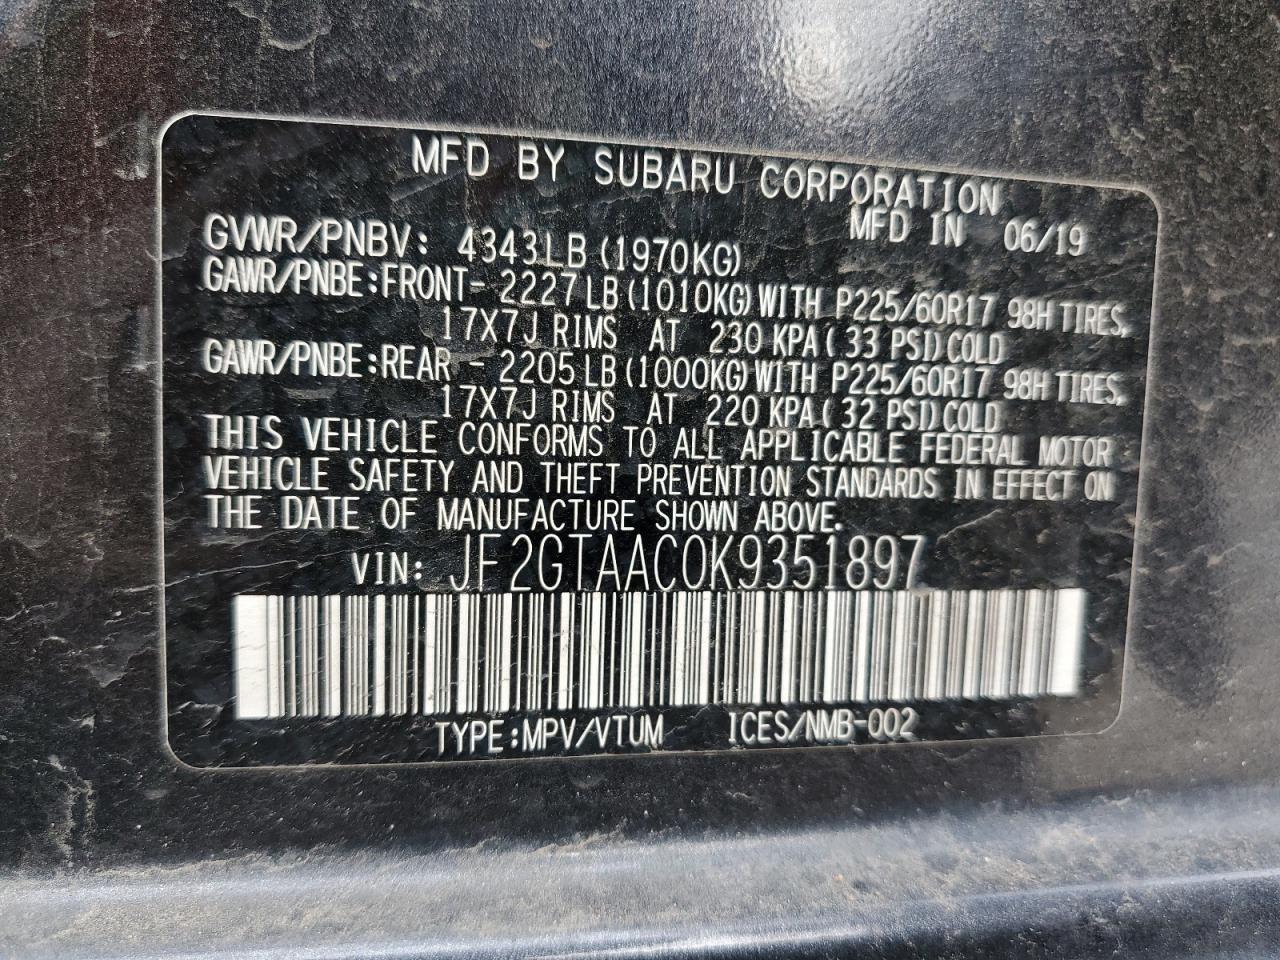 MFD BY SUBARU CORPORATION
MFD IN 06/19
GVWR/PNBV: 4343LB (1970KG)
GAWR/PNBE:FRONT- 2227LB(1010KG)WITH P225/60R17 98H TIRES,
17X7J RIMS AT 230 KPA( 33 PSI)COLD
GAWR/PNBE:REAR - 2205LB(1000KG)WITH P225/60R17 98H TIRES,
17X7J RIMS AT 220 KPA( 32 PSI)COLD
THIS VEHICLE CONFORMS TO ALL APPLICABLE FEDERAL MOTOR
VEHICLE SAFETY AND THEFT PREVENTION STANDARDS IN EFFECT ON
THE DATE OF MANUFACTURE SHOWN ABOVE.
VIN: JF2GTAAC0K9351897
TYPE:MPV/VTUM ICES/NMB-002